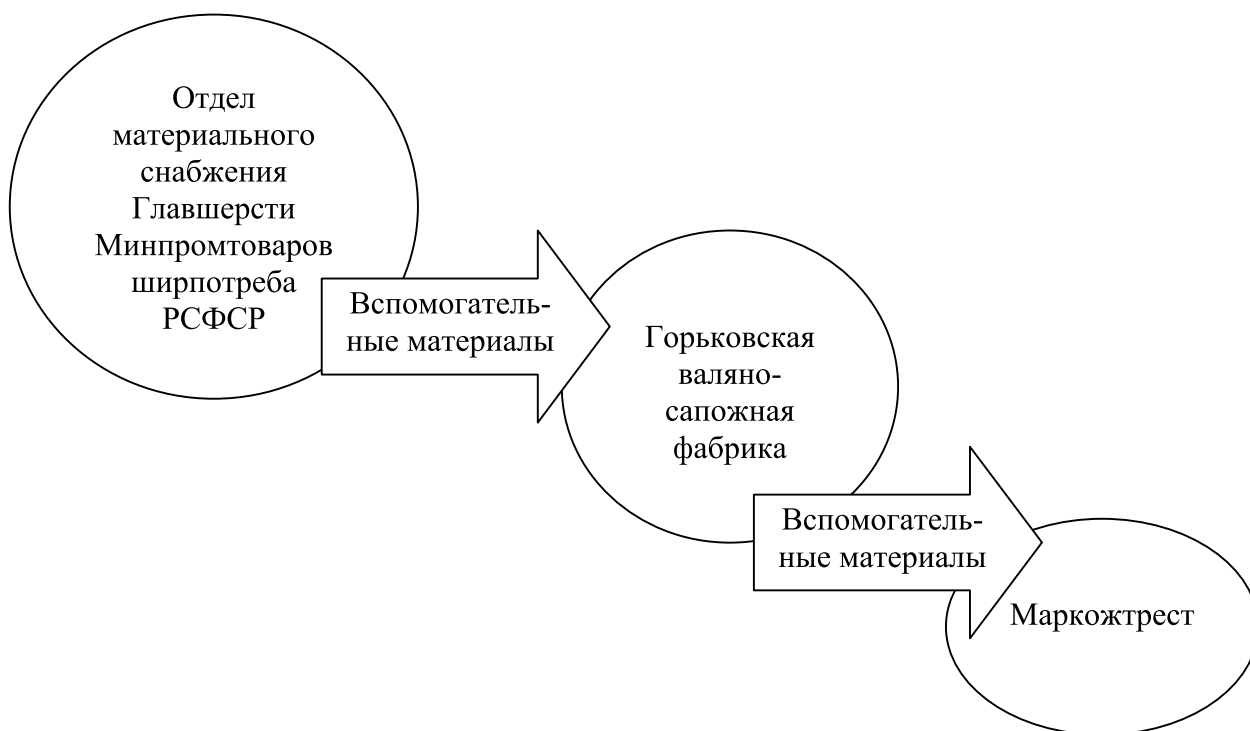 Отдел
материального
снабжения
Главшерсти
Минпромтоваров
ширпотреба
РСФСР
Вспомогатель-
ные материалы
Горьковская
валяно-
сапожная
фабрика
Вспомогатель-
ные материалы
Маркожтрест